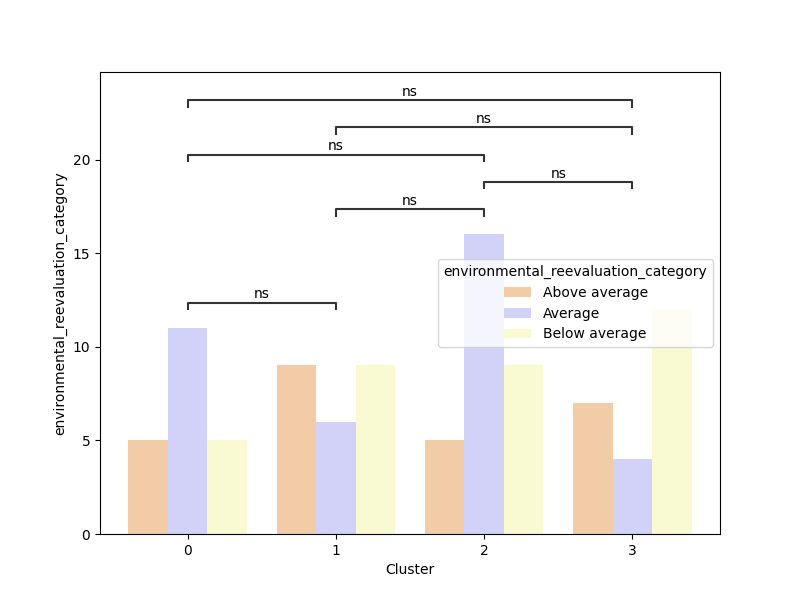 ns
ns
ns
ns
ns
ns
20
15
10
5
0
environmental_reevaluation_category
environmental_reevaluation_category
Above average
Average
Below average
0 1 2 3
Cluster